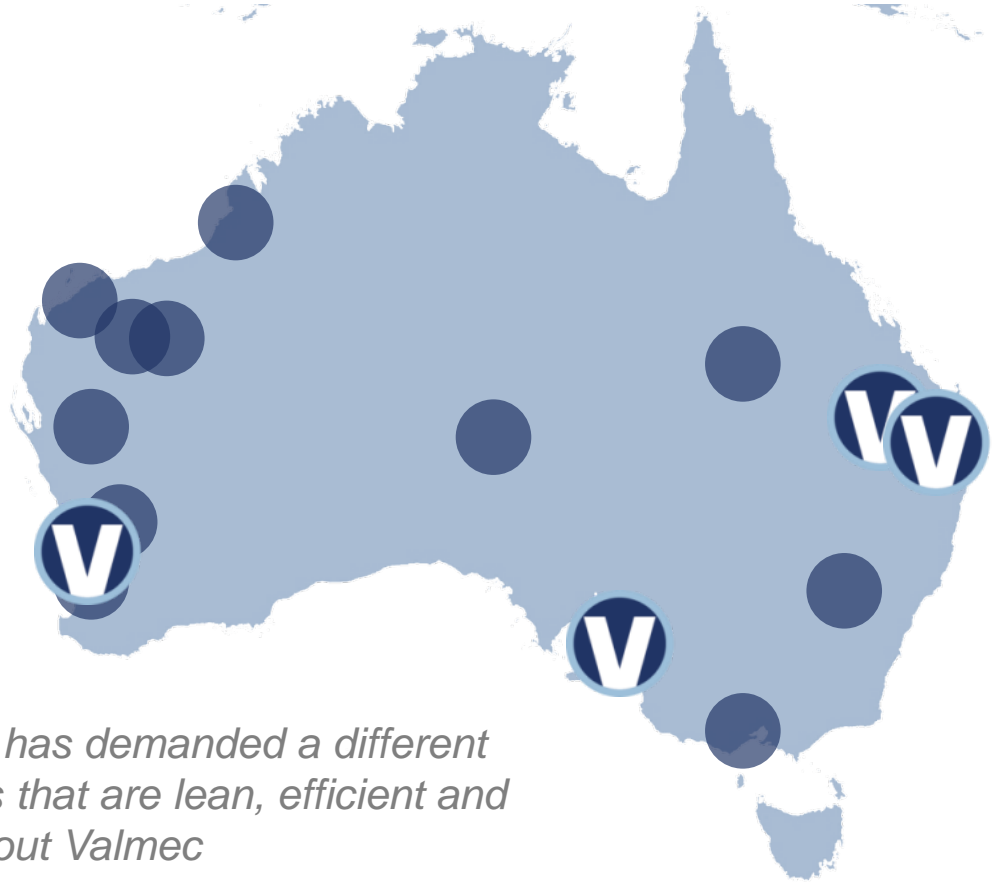 V
V
V
V
has demanded a different
s that are lean, efficient and
out Valmec